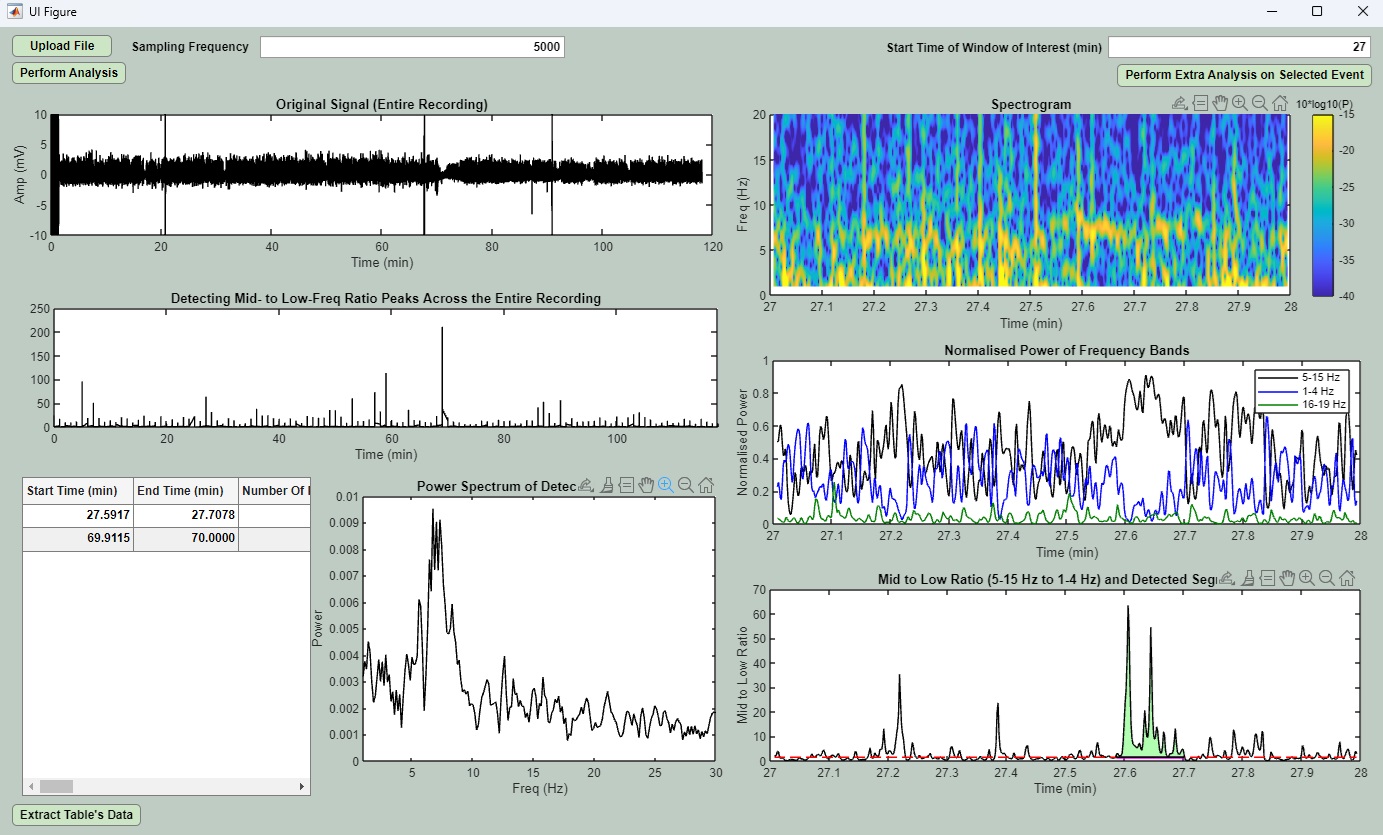 UI Figure
Upload File
Sampling Frequency
5000
Start Time of Window of Interest (min)
27
Perform Analysis
Perform Extra Analysis on Selected Event
Original Signal (Entire Recording)
10
5
0
-5
-10
Amp (mV)
0 20 40 60 80 100 120
Time (min)
Spectrogram
10*log10(P)
20
15
10
5
0
Freq (Hz)
27 27.1 27.2 27.3 27.4 27.5 27.6 27.7 27.8 27.9 28
Time (min)
-15
-20
-25
-30
-35
-40
Detecting Mid- to Low-Freq Ratio Peaks Across the Entire Recording
250
200
150
100
50
0
0 20 40 60 80 100
Time (min)
Normalised Power of Frequency Bands
1
0.8
0.6
0.4
0.2
0
Normalised Power
5-15 Hz
1-4 Hz
16-19 Hz
27 27.1 27.2 27.3 27.4 27.5 27.6 27.7 27.8 27.9 28
Time (min)
Start Time (min) End Time (min) Number Of
27.5917 27.7078
69.9115 70.0000
Power Spectrum of Detec
0.01
0.009
0.008
0.007
0.006
0.005
0.004
0.003
0.002
0.001
0
Power
5 10 15 20 25 30
Freq (Hz)
Mid to Low Ratio (5-15 Hz to 1-4 Hz) and Detected Seg
70
60
50
40
30
20
10
0
Mid to Low Ratio
27 27.1 27.2 27.3 27.4 27.5 27.6 27.7 27.8 27.9 28
Time (min)
Extract Table's Data